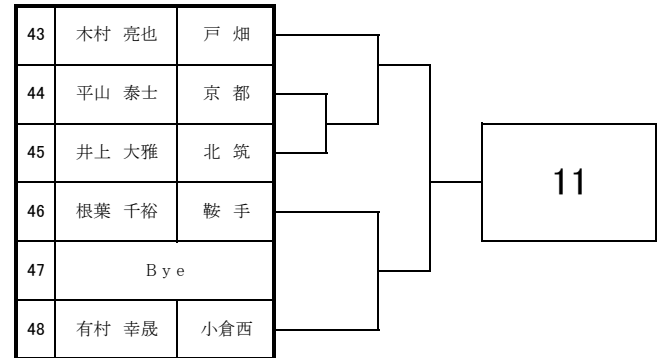 43 木村 亮也 戸 畑
44 平山 泰士 京 都
45 井上 大雅 北 筑
46 根葉 千裕 鞍 手
47 Bye
48 有村 幸晟 小倉西
11